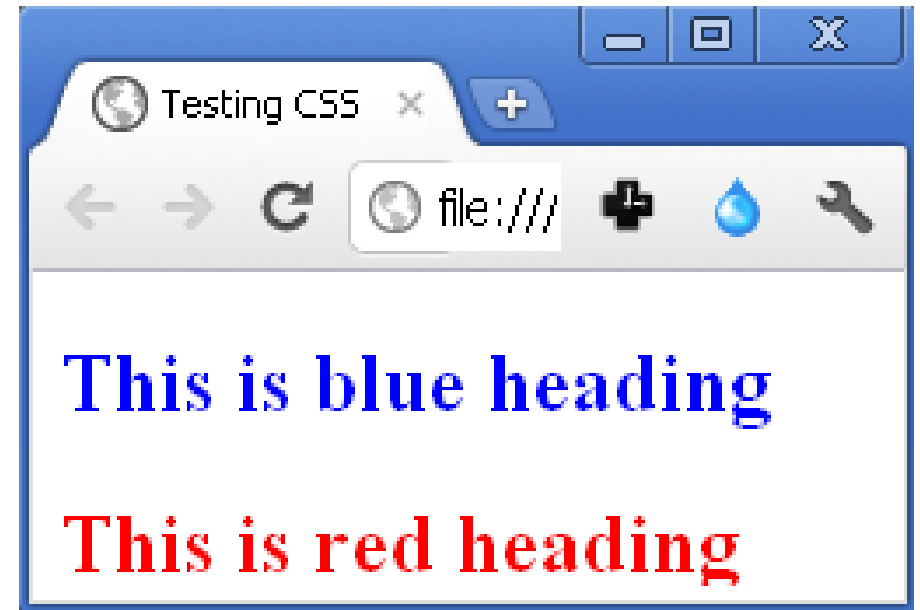 Testing CSS
file:///
This is blue heading
This is red heading